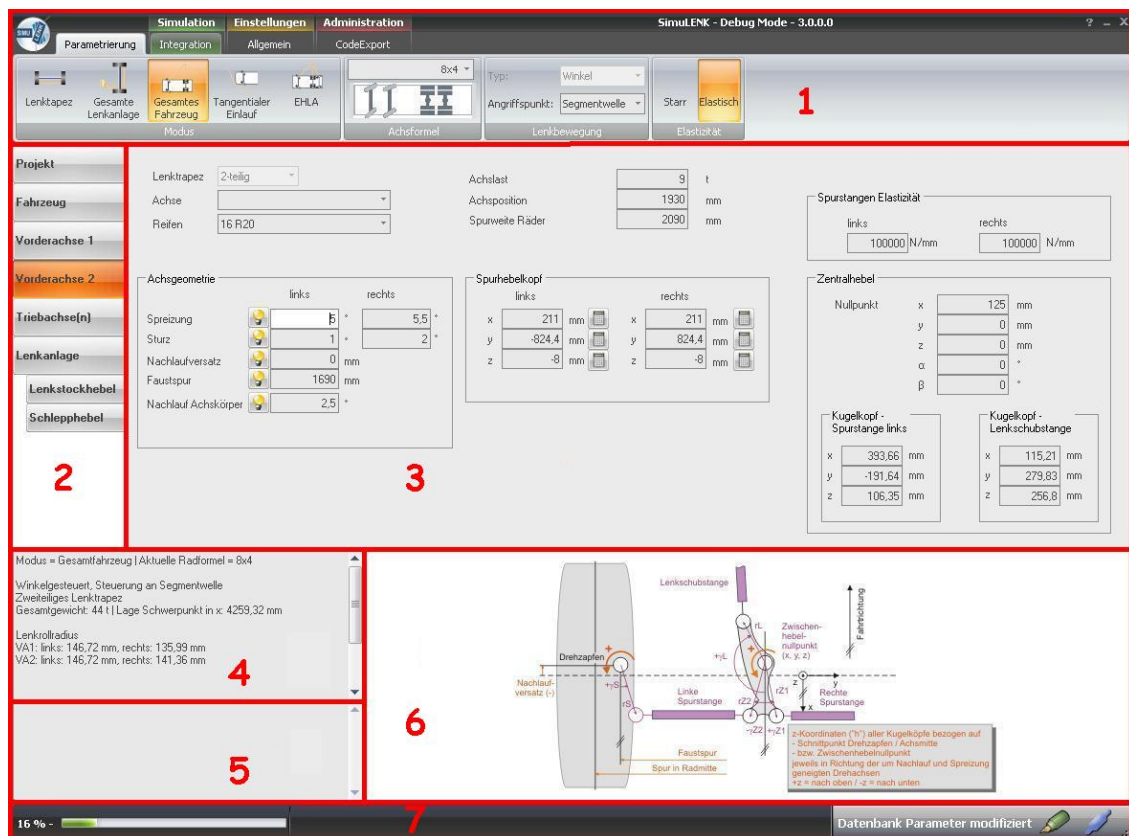 Simulation Einstellungen Administration SimuLENK - Debug Mode - 3.0.0.0 ? _ X
SIMU
Parametrierung Integration Allgemein CodeExport
8x4
Typ: Winkel
Angriffspunkt: Segmentwelle
Lenktapez Gesamte Lenkanlage Gesamtes Fahrzeug Tangentialer Einlauf EHLA
Starr Elastisch
Modus Achsformel Lenkbewegung Elastizität
1
Projekt
Fahrzeug
Vorderachse 1
Vorderachse 2
Triebachse(n)
Lenkanlage
Lenkstockhebel
Schlepphebel
2
Lenktrapez 2-teilig
Achse
Reifen 16 R20
Achslast 9 t
Achsposition 1930 mm
Spurweite Räder 2090 mm
Spurstangen Elastizität
links rechts
100000 N/mm 100000 N/mm
Achsgeometrie
links rechts
Spreizung 5 ° 5,5 °
Sturz 1 ° 2 °
Nachlaufversatz 0 mm
Faustspur 1690 mm
Nachlauf Achskörper 2,5 °
Spurhebelkopf
links rechts
x 211 mm x 211 mm
y -824,4 mm y 824,4 mm
z -8 mm z -8 mm
Zentralhebel
Nullpunkt x 125 mm
y 0 mm
z 0 mm
α 0 °
β 0 °
Kugelkopf -
Spurstange links
x 393,66 mm
y -191,64 mm
z 106,35 mm
Kugelkopf -
Lenkschubstange
x 115,21 mm
y 279,83 mm
z 256,8 mm
3
Modus = Gesamtfahrzeug | Aktuelle Radformel = 8x4
Winkelgesteuert, Steuerung an Segmentwelle
Zweiteiliges Lenktrapez
Gesamtgewicht: 44 t | Lage Schwerpunkt in x: 4259,32 mm
Lenkrollradius
VA1: links: 146,72 mm, rechts: 135,99 mm
VA2: links: 146,72 mm, rechts: 141,36 mm
4
5
6
Lenkschubstange
Fahrtrichtung
rL
Zwischen-
hebel-
nullpunkt
(x, y, z)
+γL
Drehzapfen
+
+
Nachlauf-
versatz (-)
+γS
rS
Linke
Spurstange
rZ2
rZ1
z
y
x
Rechte
Spurstange
-γZ2
+γZ1
Faustspur
Spur in Radmitte
z-Koordinaten ("h") aller Kugelköpfe bezogen auf
- Schnittpunkt Drehzapfen / Achsmitte
- bzw. Zwischenhebelnullpunkt
jeweils in Richtung der um Nachlauf und Spreizung
geneigten Drehachsen
+z = nach oben / -z = nach unten
16 % -
7
Datenbank Parameter modifiziert